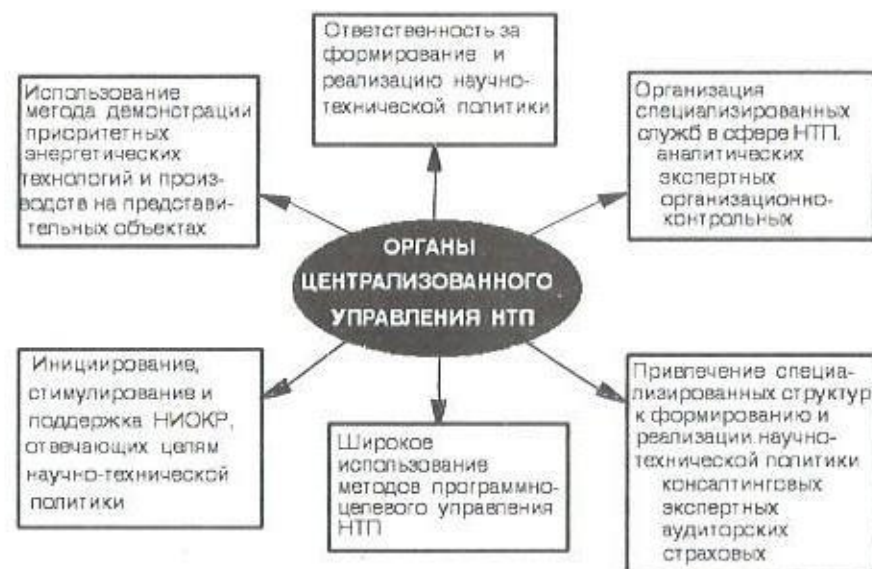 Ответственность за
формирование и
реализацию научно-
технической политики
Использование
метода демонстрации
приоритетных
энергетических
технологий и произ-
водств на представи-
тельных объектах
Организация
специализированных
служб в сфере НТП.
аналитических
экспертных
организационно-
контрольных
ОРГАНЫ
ЦЕНТРАЛИЗОВАННОГО
УПРАВЛЕНИЯ НТП
Инициирование,
стимулирование и
поддержка НИОКР,
отвечающих целям
научно-технической
политики
Широкое
использование
методов программно-
целевого управления
НТП
Привлечение специа-
лизированных структур
к формированию и
реализации научно-
технической политики
консалтинговых
экспертных
аудиторских
страховых